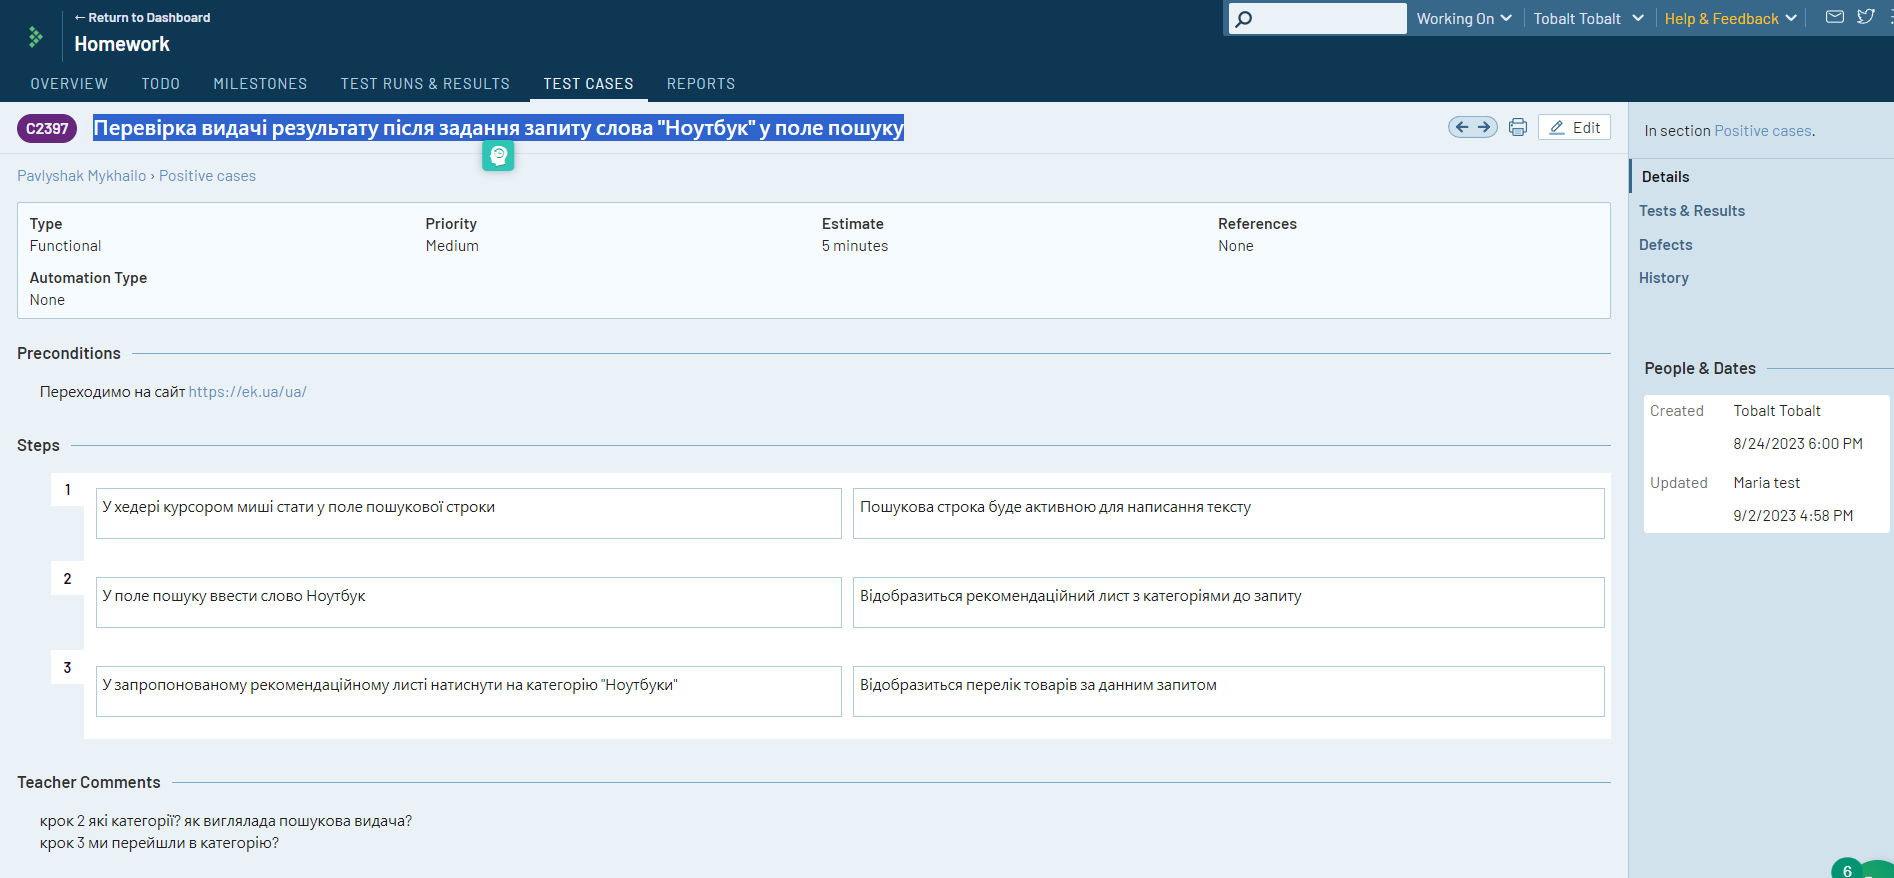 ← Return to Dashboard
Homework
Working On
Tobalt Tobalt
Help & Feedback
OVERVIEW
TODO
MILESTONES
TEST RUNS & RESULTS
TEST CASES
REPORTS
C2397
Перевірка видачі результату після задання запиту слова "Ноутбук" у поле пошуку
Edit
In section Positive cases.
Pavlyshak Mykhailo › Positive cases
Details
Tests & Results
Defects
History
Type
Functional
Priority
Medium
Estimate
5 minutes
References
None
Automation Type
None
Preconditions
Переходимо на сайт https://ek.ua/ua/
People & Dates
Created Tobalt Tobalt
8/24/2023 6:00 PM
Updated Maria test
9/2/2023 4:58 PM
Steps
1
У хедері курсором миші стати у поле пошукової строки
Пошукова строка буде активною для написання тексту
2
У поле пошуку ввести слово Ноутбук
Відобразиться рекомендаційний лист з категоріями до запиту
3
У запропонованому рекомендаційному листі натиснути на категорію "Ноутбуки"
Відобразиться перелік товарів за данним запитом
Teacher Comments
крок 2 які категорії? як виглялада пошукова видача?
крок 3 ми перейшли в категорію?
6